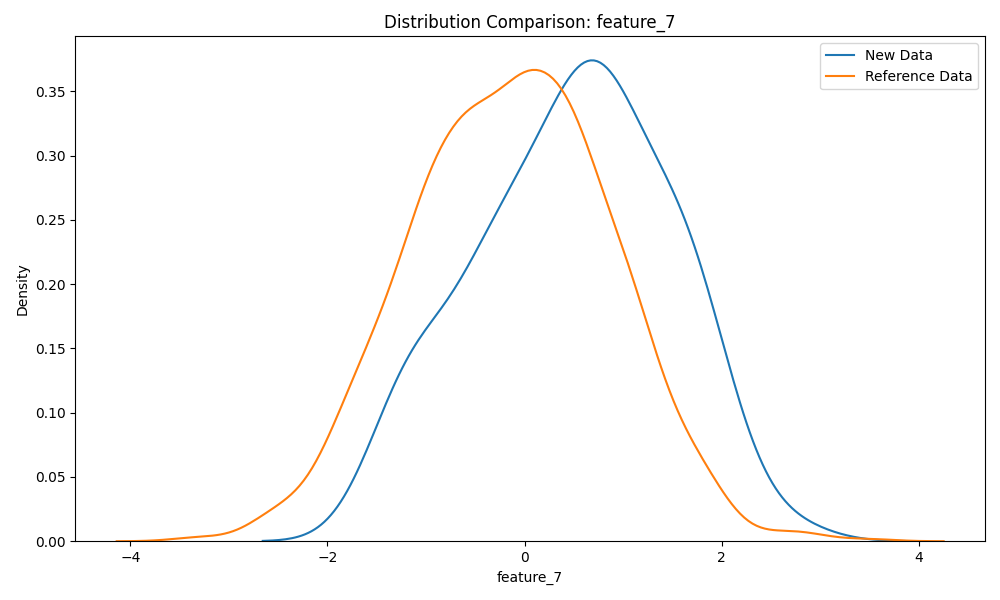 Distribution Comparison: feature_7
New Data
Reference Data
Density
0.35
0.30
0.25
0.20
0.15
0.10
0.05
0.00
−4
−2
0
2
4
feature_7